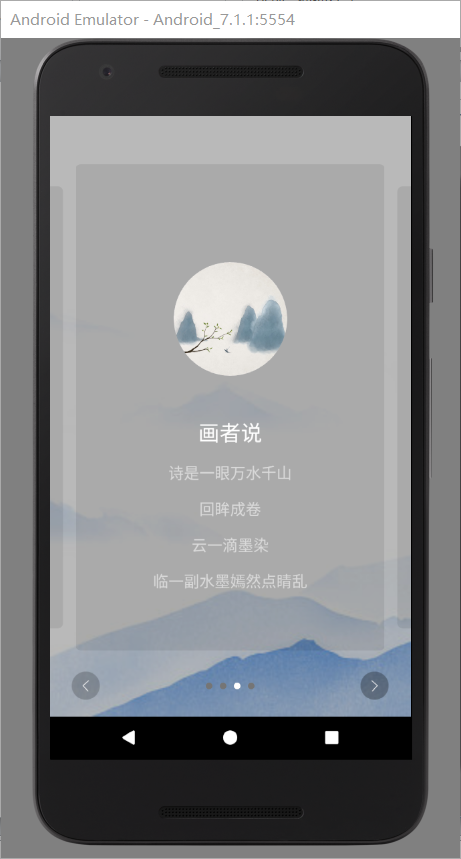 Android Emulator - Android_7.1.1:5554
画者说
诗是一眼万水千山
回眸成卷
云一滴墨染
临一副水墨嫣然点睛乱